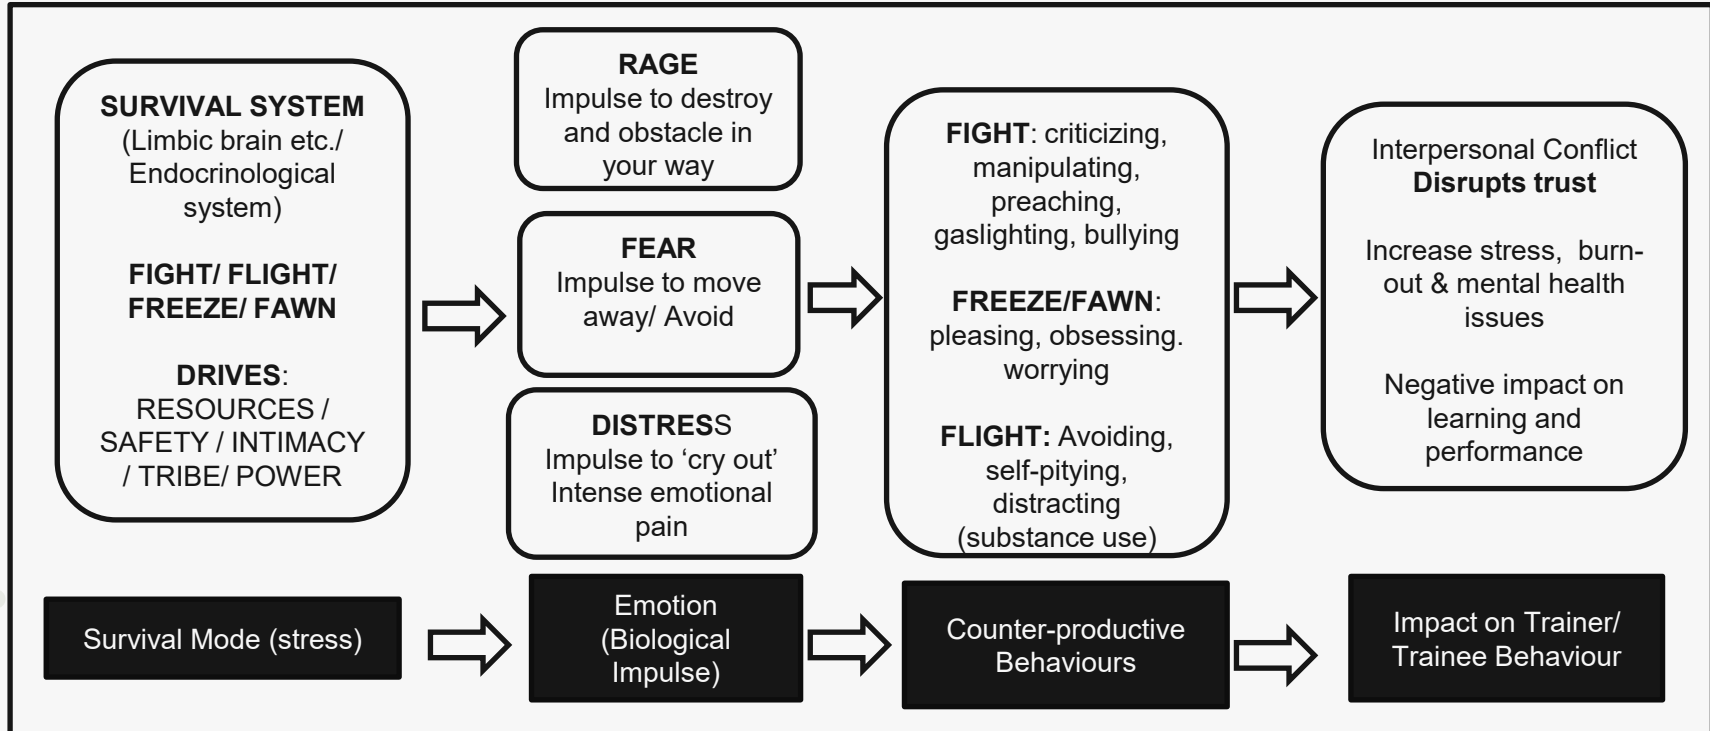 SURVIVAL SYSTEM
(Limbic brain etc./
Endocrinological
system)
FIGHT/ FLIGHT/
FREEZE/ FAWN
DRIVES:
RESOURCES /
SAFETY / INTIMACY
/ TRIBE/ POWER
RAGE
Impulse to destroy
and obstacle in
your way
FEAR
Impulse to move
away/ Avoid
DISTRESS
Impulse to ‘cry out’
Intense emotional
pain
FIGHT: criticizing,
manipulating,
preaching,
gaslighting, bullying
FREEZE/FAWN:
pleasing, obsessing.
worrying
FLIGHT: Avoiding,
self-pitying,
distracting
(substance use)
Interpersonal Conflict
Disrupts trust
Increase stress,  burn-
out & mental health
issues
Negative impact on
learning and
performance
Survival Mode (stress)
Emotion
(Biological
Impulse)
Counter-productive
Behaviours
Impact on Trainer/
Trainee Behaviour